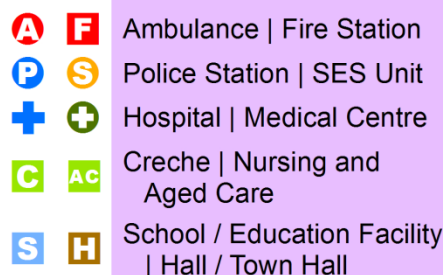 A F Ambulance | Fire Station
P S Police Station | SES Unit
Hospital | Medical Centre
C AC Creche | Nursing and
Aged Care
S H School / Education Facility
| Hall / Town Hall